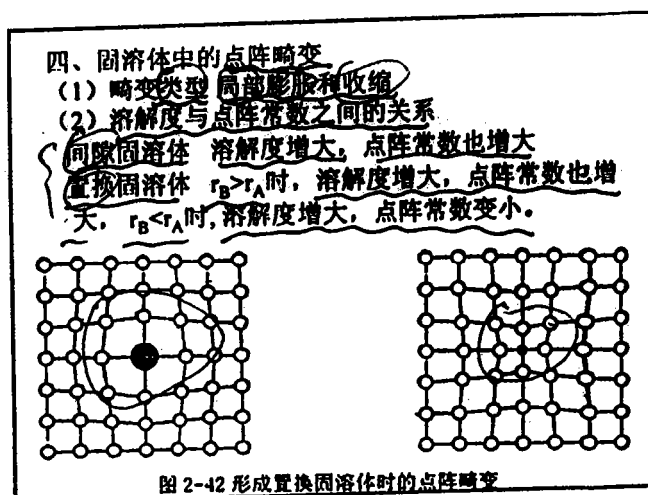 四、固溶体中的点阵畸变
（1）畸变类型 局部膨胀和收缩
（2）溶解度与点阵常数之间的关系
间隙固溶体 溶解度增大，点阵常数也增大
置换固溶体 rB>rA时，溶解度增大，点阵常数也增
大，rB<rA时,溶解度增大，点阵常数变小。
图 2-42 形成置换固溶体时的点阵畸变